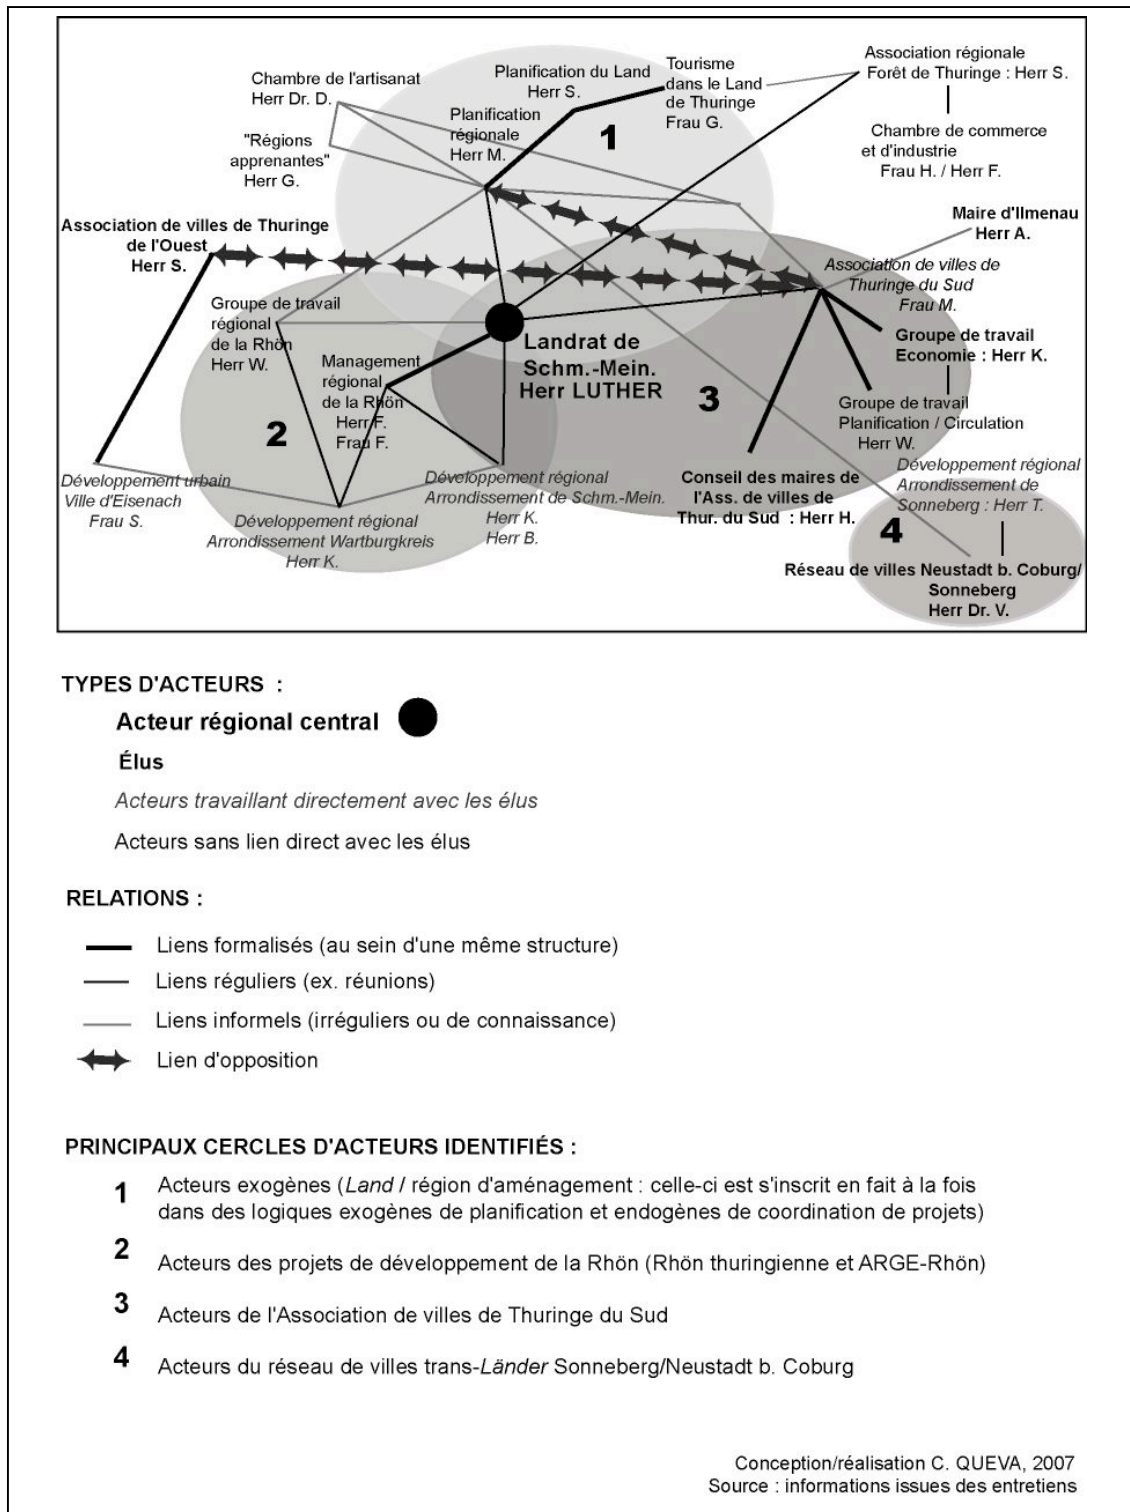 Chambre de l'artisanat
Herr Dr. D.
Planification du Land
Herr S.
Tourisme
dans le Land
de Thuringe
Frau G.
Association régionale
Forêt de Thuringe : Herr S.
Planification
régionale
Herr M.
1
"Régions
apprenantes"
Herr G.
Chambre de commerce
et d'industrie
Frau H. / Herr F.
Association de villes de Thuringe
de l'Ouest
Herr S.
Maire d'Ilmenau
Herr A.
Association de villes de
Thuringe du Sud
Frau M.
Groupe de travail
régional
de la Rhön
Herr W.
Landrat de
Schm.-Mein.
Herr LUTHER
Groupe de travail
Economie : Herr K.
Management
régional
de la Rhön
Herr F.
Frau F.
2
3
Groupe de travail
Planification / Circulation
Herr W.
Développement urbain
Ville d'Eisenach
Frau S.
Développement régional
Arrondissement de Schm.-Mein.
Herr K.
Herr B.
Conseil des maires de
l'Ass. de villes de
Thur. du Sud : Herr H.
Développement régional
Arrondissement de
Sonneberg : Herr T.
Développement régional
Arrondissement Wartburgkreis
Herr K.
4
Réseau de villes Neustadt b. Coburg/
Sonneberg
Herr Dr. V.
TYPES D'ACTEURS :
Acteur régional central
Élus
Acteurs travaillant directement avec les élus
Acteurs sans lien direct avec les élus
RELATIONS :
Liens formalisés (au sein d'une même structure)
Liens réguliers (ex. réunions)
Liens informels (irréguliers ou de connaissance)
Lien d'opposition
PRINCIPAUX CERCLES D'ACTEURS IDENTIFIÉS :
1 Acteurs exogènes (Land / région d'aménagement : celle-ci est s'inscrit en fait à la fois
dans des logiques exogènes de planification et endogènes de coordination de projets)
2 Acteurs des projets de développement de la Rhön (Rhön thuringienne et ARGE-Rhön)
3 Acteurs de l'Association de villes de Thuringe du Sud
4 Acteurs du réseau de villes trans-Länder Sonneberg/Neustadt b. Coburg
Conception/réalisation C. QUEVA, 2007
Source : informations issues des entretiens